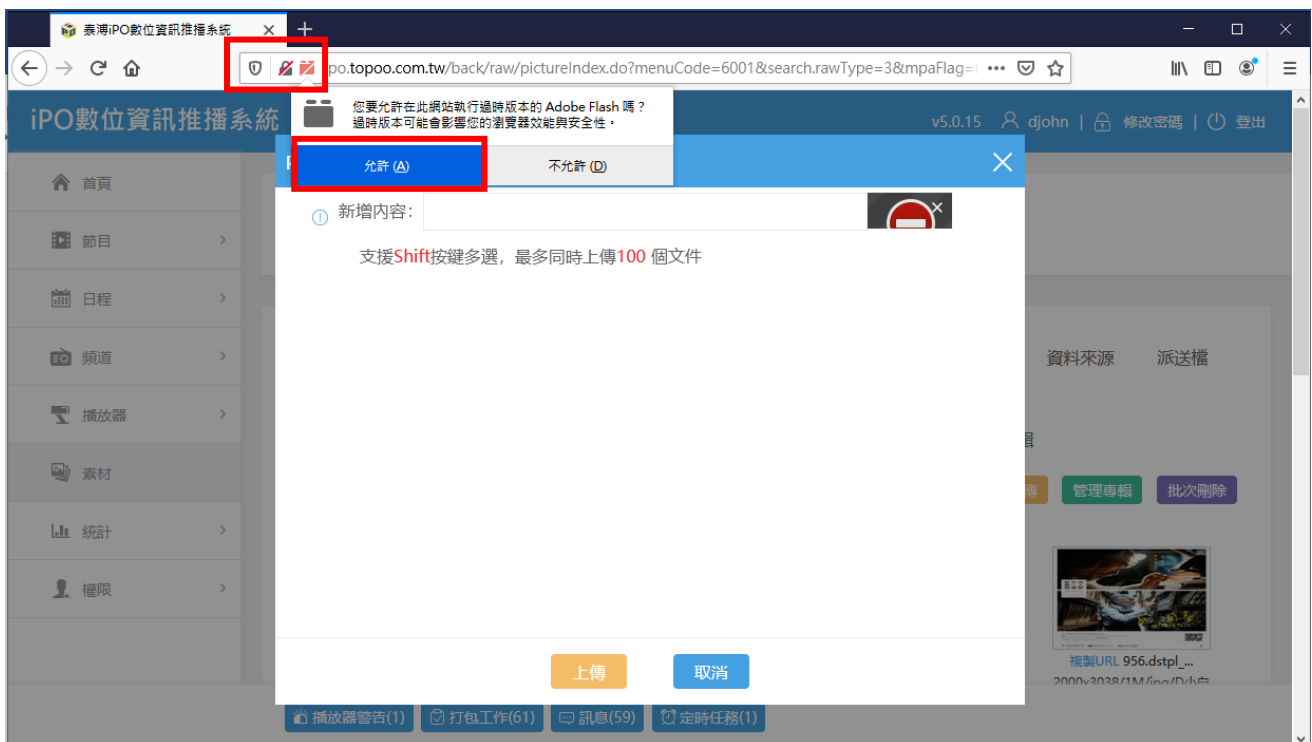 泰溥iPO數位資訊推播系統
po.topoo.com.tw/back/raw/pictureIndex.do?menuCode=6001&search.rawType=3&mpaFlag=
iPO數位資訊推播系統
v5.0.15 djohn | 修改密碼 | 登出
您要允許在此網站執行過時版本的 Adobe Flash 嗎？
過時版本可能會影響您的瀏覽器效能與安全性。
允許 (A) 不允許 (D)
首頁
節目
日程
頻道
播放器
素材
統計
權限
新增內容：
支援Shift按鍵多選，最多同時上傳100 個文件
資料來源 派送檔
輯
傳 管理專輯 批次刪除
複製URL 956.dstpl_...
上傳 取消
播放器警告(1) 打包工作(61) 訊息(59) 定時任務(1)